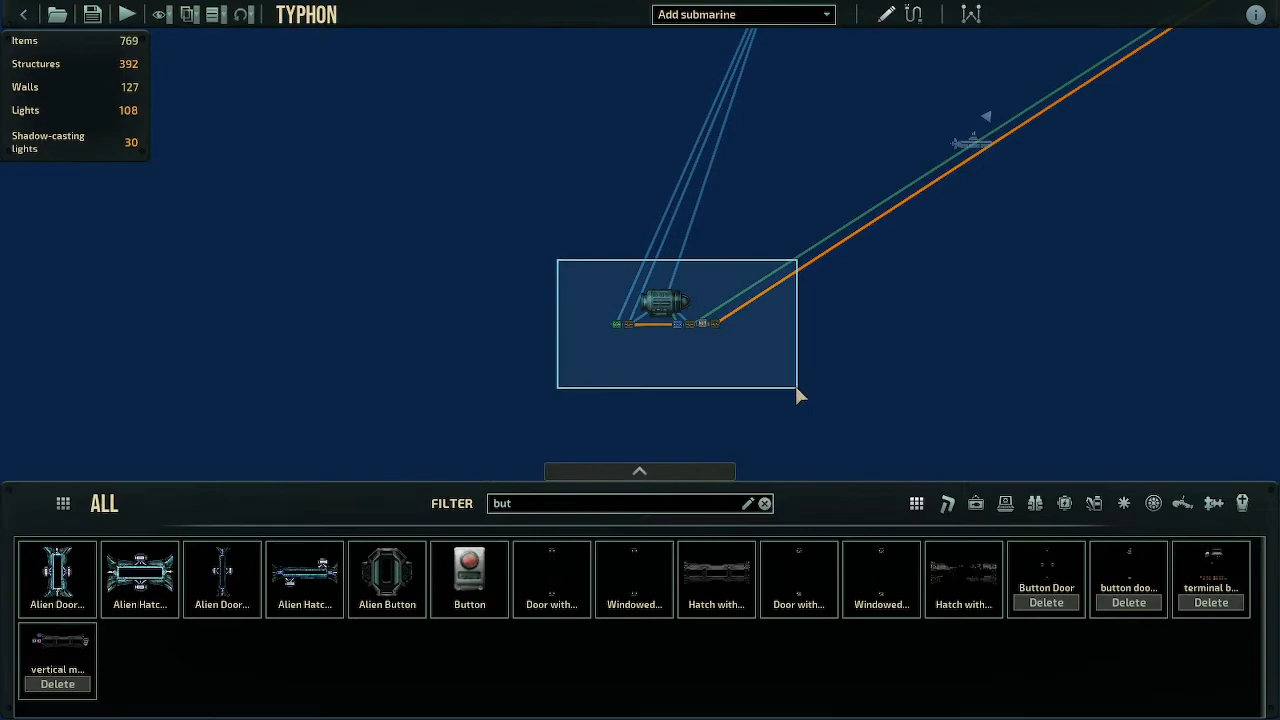 TYPHON
Add submarine
Items 769
Structures 392
Walls 127
Lights 108
Shadow-casting
lights 30
ALL
FILTER
but
Alien Door...
Alien Hatc...
Alien Door...
Alien Hatc...
Alien Button
Button
Door with...
Windowed...
Hatch with...
Door with...
Windowed...
Hatch with...
Button Door
Delete
button doo...
Delete
terminal b...
Delete
vertical m...
Delete